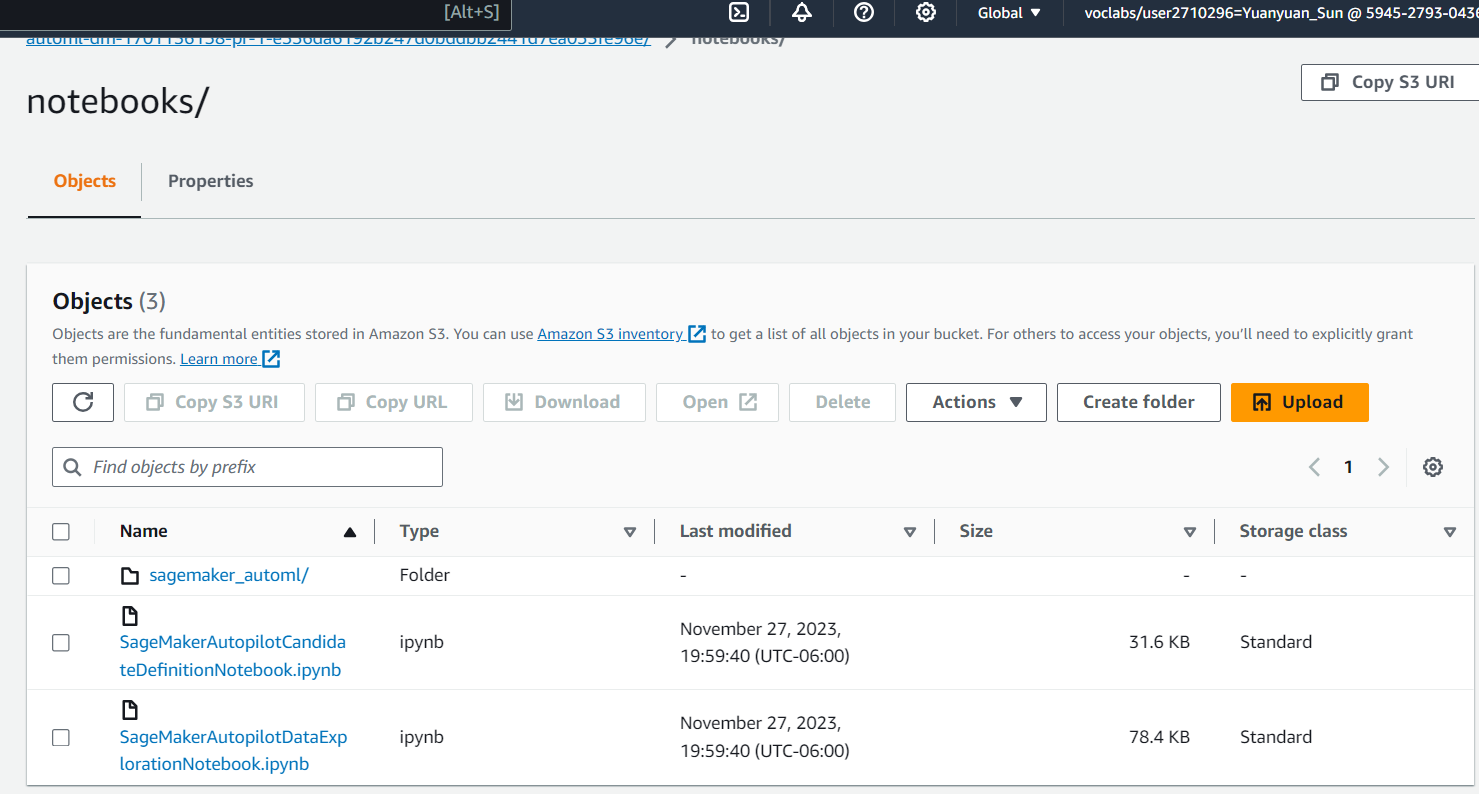 [Alt+S] Global voclabs/user2710296=Yuanyuan_Sun @ 5945-2793-043
notebooks/
notebooks/
Copy S3 URI
Objects Properties
Objects (3)
Objects are the fundamental entities stored in Amazon S3. You can use Amazon S3 inventory to get a list of all objects in your bucket. For others to access your objects, you'll need to explicitly grant
them permissions. Learn more
Copy S3 URI Copy URL Download Open Delete Actions Create folder Upload
Find objects by prefix 1
Name Type Last modified Size Storage class
sagemaker_automl/ Folder - - -
SageMakerAutopilotCandida
teDefinitionNotebook.ipynb
ipynb
November 27, 2023,
19:59:40 (UTC-06:00)
31.6 KB Standard
SageMakerAutopilotDataExp
lorationNotebook.ipynb
ipynb
November 27, 2023,
19:59:40 (UTC-06:00)
78.4 KB Standard